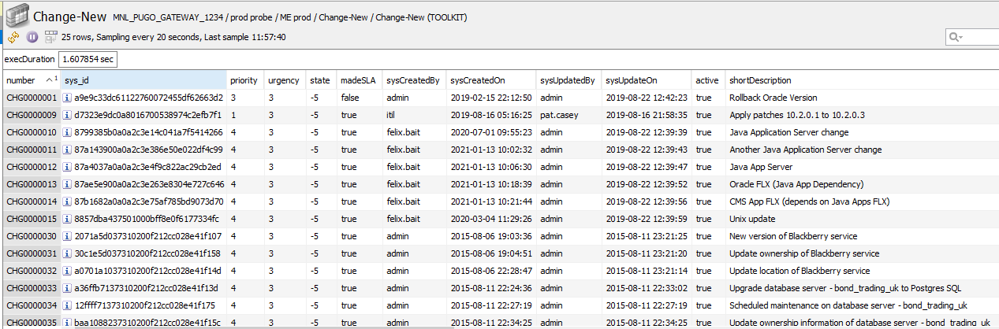 Change-New MNL_PUGO_GATEWAY_1234 / prod probe / ME prod / Change-New / Change-New (TOOLKIT)
25 rows, Sampling every 20 seconds, Last sample 11:57:40
execDuration 1.607854 sec
number 1 sys_id priority urgency state madeSLA sysCreatedBy sysCreatedOn sysUpdatedBy sysUpdateOn active shortDescription
CHG0000001 a9e9c33dc61122760072455df62663d2 3 3 -5 false admin 2019-02-15 22:12:50 admin 2019-08-22 12:42:23 true Rollback Oracle Version
CHG0000009 d7323e9dc0a8016700538974c2efb7f1 1 3 -5 true itil 2019-08-16 05:16:25 pat.casey 2019-08-16 21:58:35 true Apply patches 10.2.0.1 to 10.2.0.3
CHG0000010 8799385b0a0a2c3e14c041a7f5414266 4 3 -5 true felix.bait 2020-07-01 09:55:23 admin 2019-08-22 12:39:39 true Java Application Server change
CHG0000011 87a143900a0a2c3e386e50e022df4c99 4 3 -5 true felix.bait 2021-01-13 10:02:32 admin 2019-08-22 12:39:43 true Another Java Application Server change
CHG0000012 87a4037a0a0a2c3e4f9c822ac29cb2ed 4 3 -5 true felix.bait 2021-01-13 10:06:30 admin 2019-08-22 12:39:47 true Java App Server
CHG0000013 87ae5e900a0a2c3e263e8304e727c646 4 3 -5 true felix.bait 2021-01-13 10:18:39 admin 2019-08-22 12:39:52 true Oracle FLX (Java App Dependency)
CHG0000014 87b1682a0a0a2c3e75af785bd9073d70 4 3 -5 true felix.bait 2021-01-13 10:21:44 admin 2019-08-22 12:39:56 true CMS App FLX (depends on Java Apps FLX)
CHG0000015 8857dba437501000bff8e0f6177334fc 4 3 -5 true felix.bait 2020-03-04 11:29:26 admin 2019-08-22 12:39:59 true Unix update
CHG0000030 2071a5d037310200f212cc028e41f107 4 3 -5 true admin 2015-08-06 19:03:36 admin 2015-08-11 23:21:25 true New version of Blackberry service
CHG0000031 30c1e5d037310200f212cc028e41f158 4 3 -5 true admin 2015-08-06 19:04:51 admin 2015-08-11 23:21:20 true Update ownership of Blackberry service
CHG0000032 a0701a1037310200f212cc028e41f14d 4 3 -5 true admin 2015-08-06 22:28:47 admin 2015-08-11 23:21:14 true Update location of Blackberry service
CHG0000033 a36ffb7137310200f212cc028e41f13d 4 3 -5 true admin 2015-08-11 22:24:36 admin 2015-08-11 22:33:02 true Upgrade database server - bond_trading_uk to Postgres SQL
CHG0000034 12ffff7137310200f212cc028e41f175 4 3 -5 true admin 2015-08-11 22:27:19 admin 2015-08-11 22:27:19 true Scheduled maintenance on database server - bond_trading_uk
CHG0000035 baa1088237310200f212cc028e41f15c 4 3 -5 true admin 2015-08-11 22:34:25 admin 2015-08-11 22:34:25 true Update ownership information of database server - bond_trading_uk